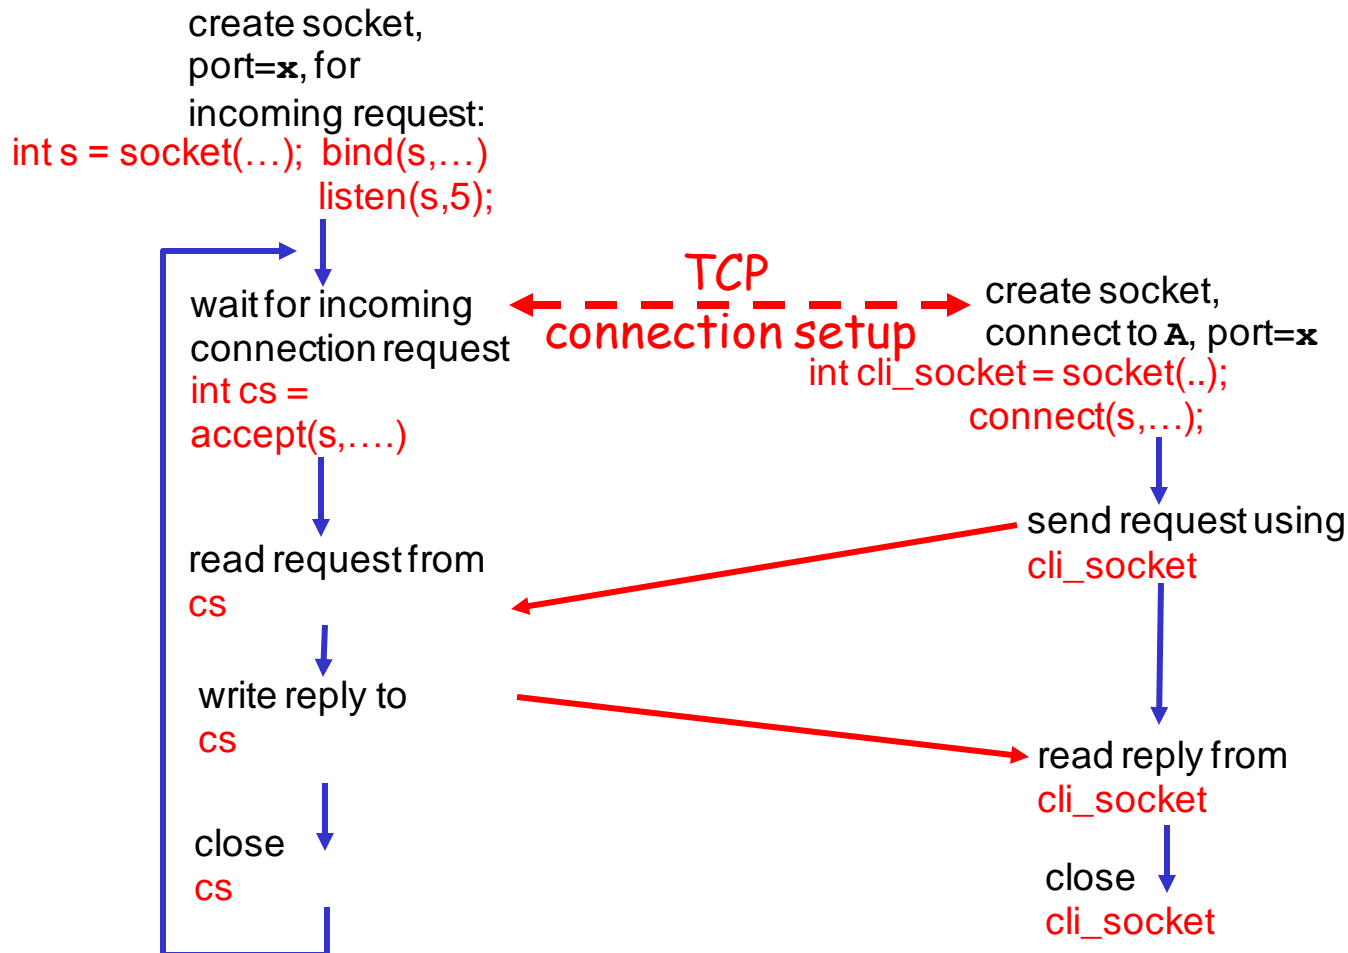 create socket,
port=x, for
incoming request:
int s = socket(…); bind(s,…)
listen(s,5);
wait for incoming
connection request
int cs =
accept(s,….)
TCP
connection setup
create socket,
connect to A, port=x
int cli_socket = socket(..);
connect(s,…);
send request using
cli_socket
read request from
cs
write reply to
cs
read reply from
cli_socket
close
cs
close
cli_socket